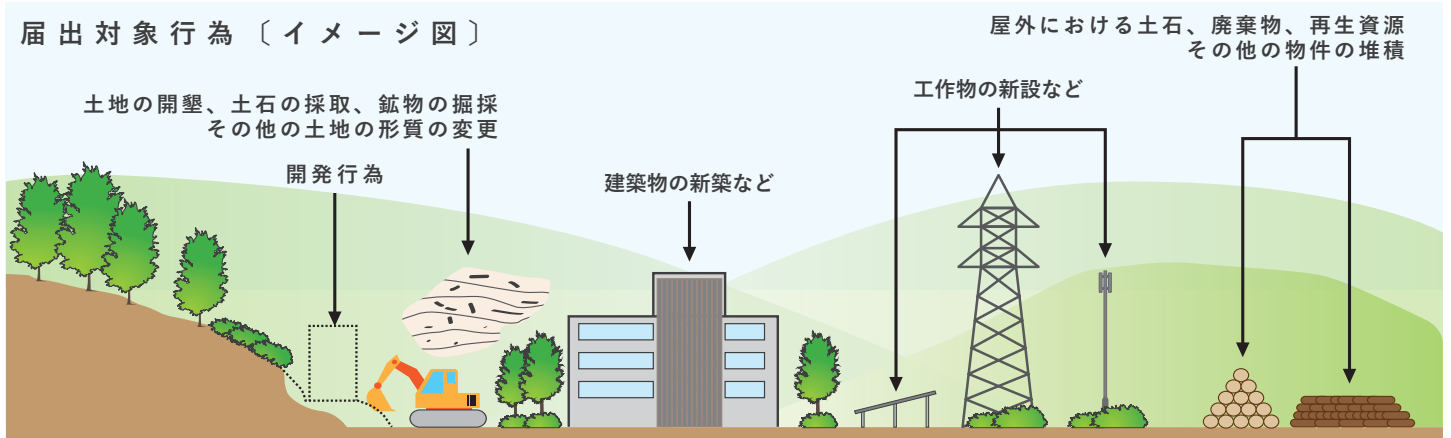 届出対象行為〔イメージ図〕
屋外における土石、廃棄物、再生資源
その他の物件の堆積
土地の開墾、土石の採取、鉱物の掘採
その他の土地の形質の変更
工作物の新設など
開発行為
建築物の新築など